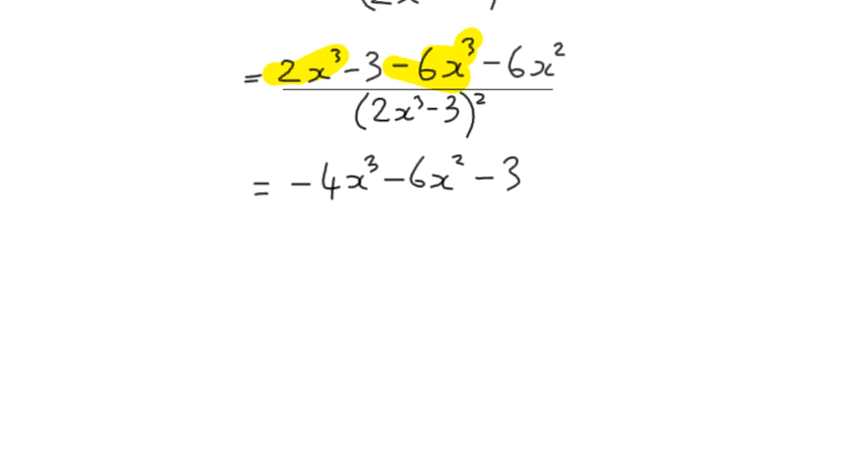 = 2x³ - 3 - 6x³ - 6x²
(2x³ - 3)²
= - 4x³ - 6x² - 3